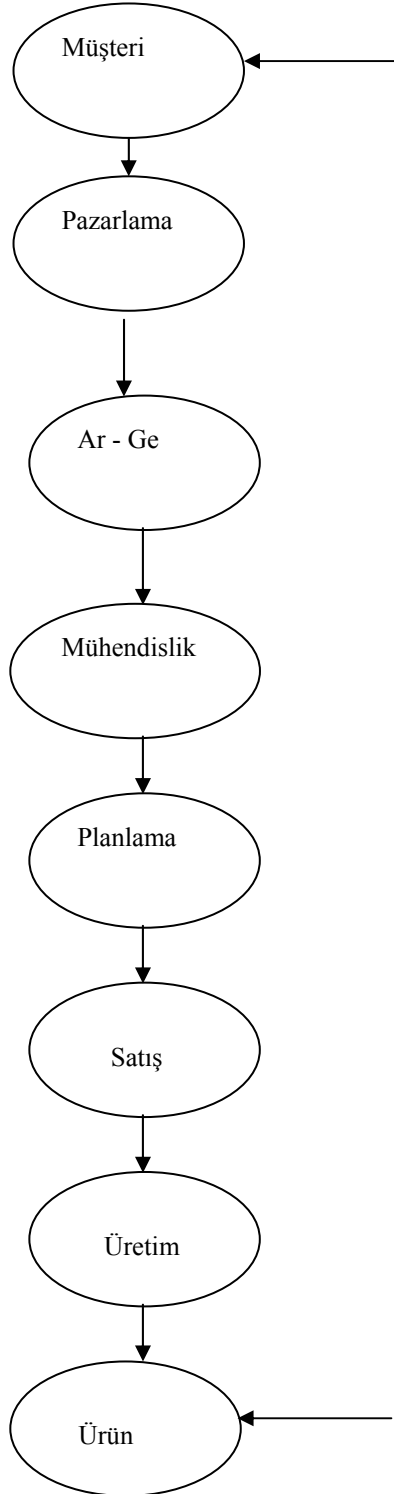 Müşteri
Pazarlama
Ar - Ge
Mühendislik
Planlama
Satış
Üretim
Ürün